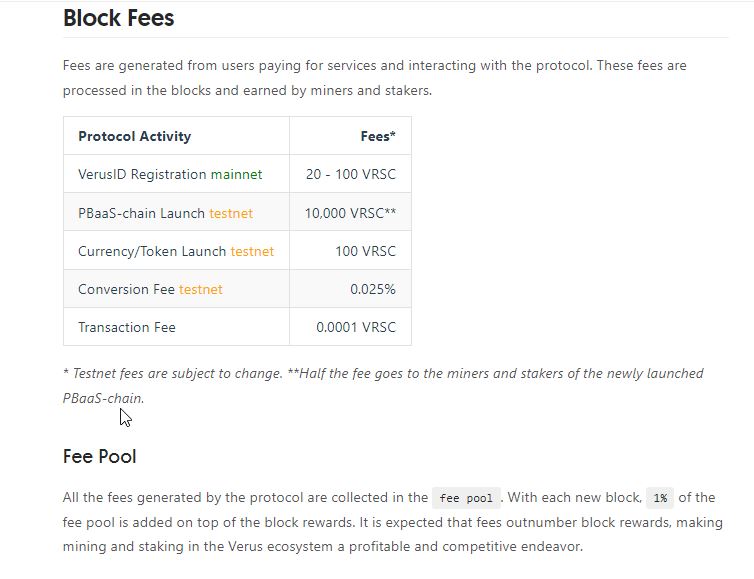 Block Fees
Fees are generated from users paying for services and interacting with the protocol. These fees are
processed in the blocks and earned by miners and stakers.
Protocol Activity Fees*
VerusID Registration mainnet 20 - 100 VRSC
PBaaS-chain Launch testnet 10,000 VRSC**
Currency/Token Launch testnet 100 VRSC
Conversion Fee testnet 0.025%
Transaction Fee 0.0001 VRSC
* Testnet fees are subject to change. **Half the fee goes to the miners and stakers of the newly launched
PBaaS-chain.
Fee Pool
All the fees generated by the protocol are collected in the fee pool . With each new block, 1% of the
fee pool is added on top of the block rewards. It is expected that fees outnumber block rewards, making
mining and staking in the Verus ecosystem a profitable and competitive endeavor.